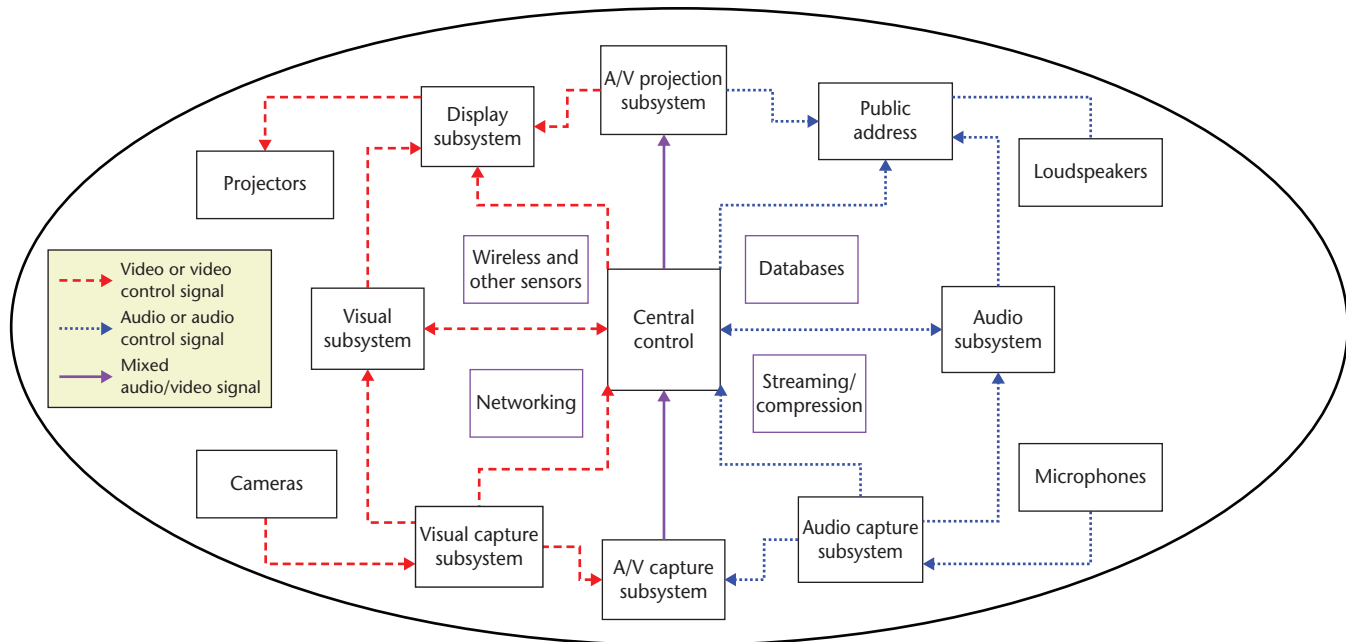 A/V projection
subsystem
Display
subsystem
Public
address
Projectors
Loudspeakers
Wireless and
other sensors
Databases
Video or video
control signal
Audio or audio
control signal
Mixed
audio/video signal
Visual
subsystem
Central
control
Audio
subsystem
Networking
Streaming/
compression
Cameras
Microphones
Visual capture
subsystem
A/V capture
subsystem
Audio capture
subsystem